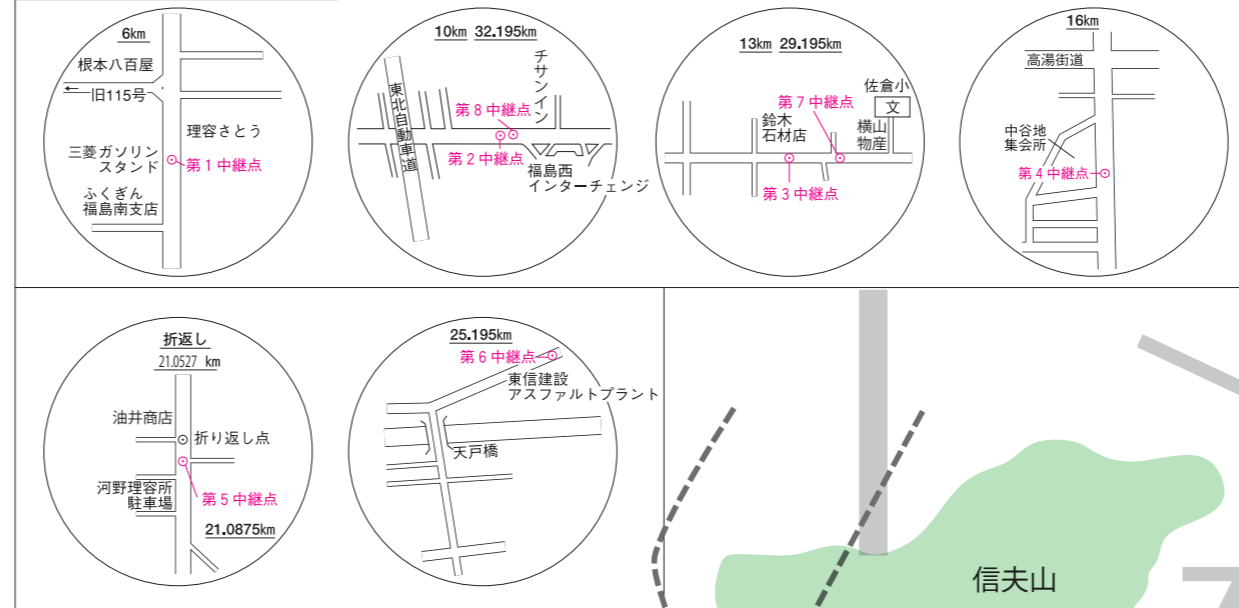 6km
根本八百屋
←旧115号
理容さとう
三菱ガソリン
スタンド
第1中継点
ふくぎん
福島南支店
10km 32.195km
東北自動車道
チサンイン
第8中継点
第2中継点
福島西
インターチェンジ
13km 29.195km
佐倉小
文
第7中継点
鈴木
石材店
横山
物産
第3中継点
16km
高湯街道
中谷地
集会所
第4中継点
折返し
21.0527 km
油井商店
折り返し点
河野理容所
駐車場
第5中継点
21.0875km
25.195km
第6中継点
東信建設
アスファルトプラント
天戸橋
信夫山